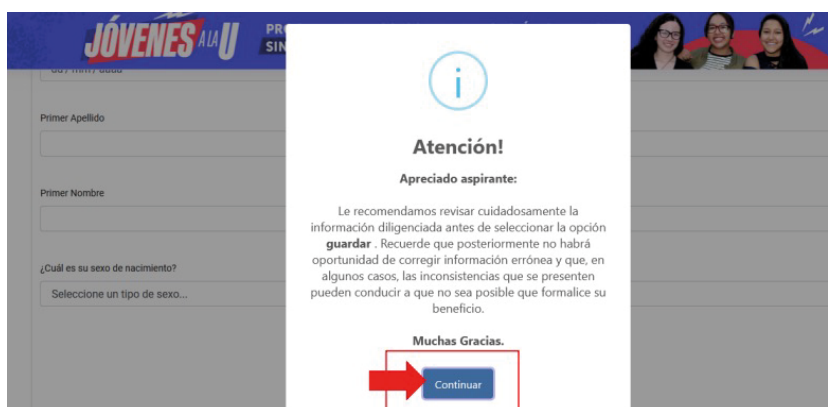 JÓVENES A LA U
PR
SIN
Primer Apellido
Primer Nombre
¿Cuál es su sexo de nacimiento?
Seleccione un tipo de sexo...
i
Atención!
Apreciado aspirante:
Le recomendamos revisar cuidadosamente la
información diligenciada antes de seleccionar la opción
guardar . Recuerde que posteriormente no habrá
oportunidad de corregir información errónea y que, en
algunos casos, las inconsistencias que se presenten
pueden conducir a que no sea posible que formalice su
beneficio.
Muchas Gracias.
Continuar